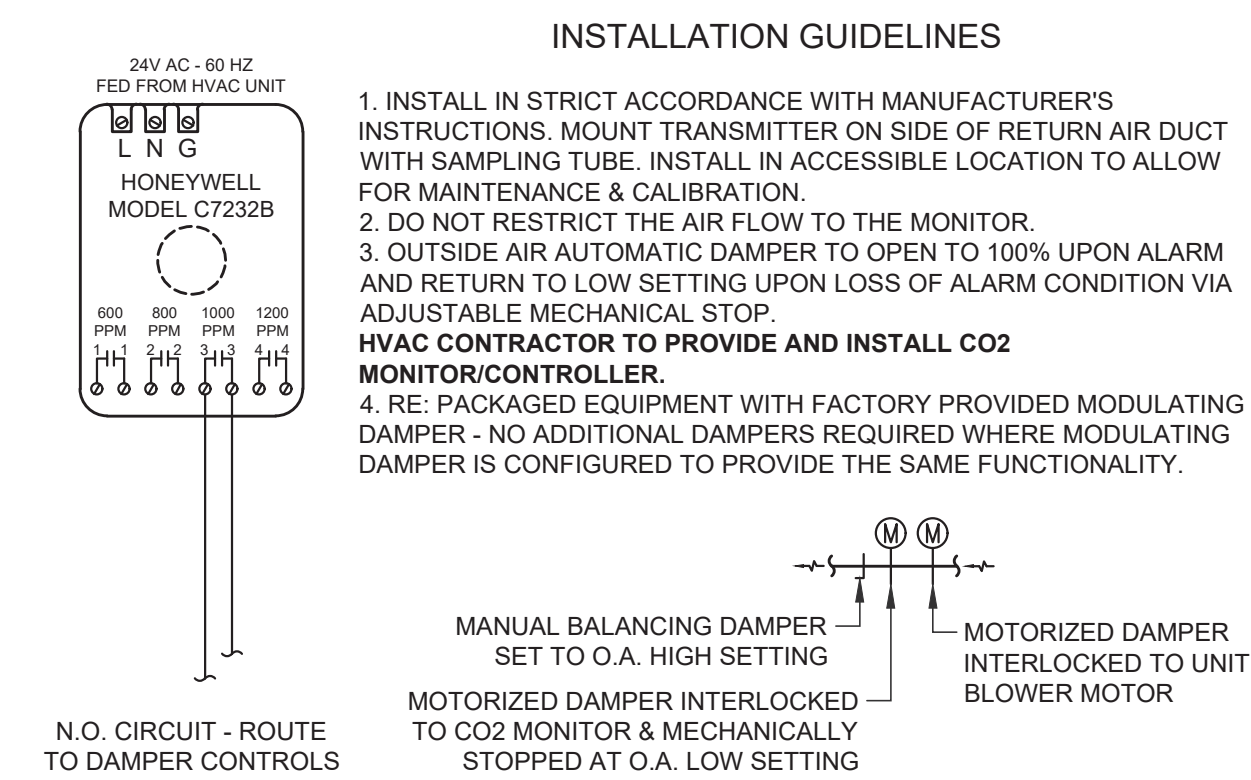 INSTALLATION GUIDELINES
24V AC - 60 HZ
FED FROM HVAC UNIT
L N G
HONEYWELL
MODEL C7232B
600 800 1000 1200
PPM PPM PPM PPM
1 1 2 2 3 3 4 4
N.O. CIRCUIT - ROUTE
TO DAMPER CONTROLS
1. INSTALL IN STRICT ACCORDANCE WITH MANUFACTURER'S
INSTRUCTIONS. MOUNT TRANSMITTER ON SIDE OF RETURN AIR DUCT
WITH SAMPLING TUBE. INSTALL IN ACCESSIBLE LOCATION TO ALLOW
FOR MAINTENANCE & CALIBRATION.
2. DO NOT RESTRICT THE AIR FLOW TO THE MONITOR.
3. OUTSIDE AIR AUTOMATIC DAMPER TO OPEN TO 100% UPON ALARM
AND RETURN TO LOW SETTING UPON LOSS OF ALARM CONDITION VIA
ADJUSTABLE MECHANICAL STOP.
HVAC CONTRACTOR TO PROVIDE AND INSTALL CO2
MONITOR/CONTROLLER.
4. RE: PACKAGED EQUIPMENT WITH FACTORY PROVIDED MODULATING
DAMPER - NO ADDITIONAL DAMPERS REQUIRED WHERE MODULATING
DAMPER IS CONFIGURED TO PROVIDE THE SAME FUNCTIONALITY.
M M
MANUAL BALANCING DAMPER
SET TO O.A. HIGH SETTING
MOTORIZED DAMPER INTERLOCKED
TO CO2 MONITOR & MECHANICALLY
STOPPED AT O.A. LOW SETTING
MOTORIZED DAMPER
INTERLOCKED TO UNIT
BLOWER MOTOR